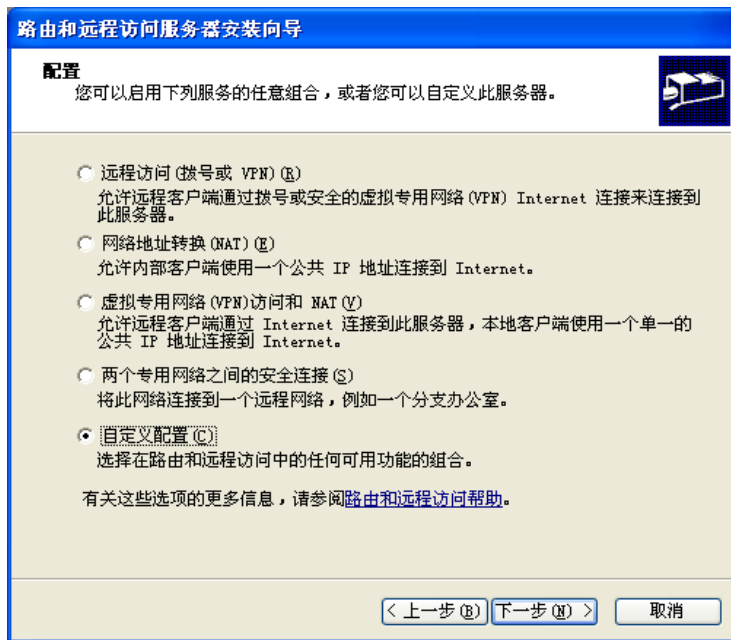 路由和远程访问服务器安装向导
配置
您可以启用下列服务的任意组合，或者您可以自定义此服务器。
远程访问(拨号或 VPN)(R)
允许远程客户端通过拨号或安全的虚拟专用网络(VPN) Internet 连接来连接到
此服务器。
网络地址转换(NAT)(E)
允许内部客户端使用一个公共 IP 地址连接到 Internet。
虚拟专用网络(VPN)访问和 NAT(V)
允许远程客户端通过 Internet 连接到此服务器，本地客户端使用一个单一的
公共 IP 地址连接到 Internet。
两个专用网络之间的安全连接(S)
将此网络连接到一个远程网络，例如一个分支办公室。
自定义配置(C)
选择在路由和远程访问中的任何可用功能的组合。
有关这些选项的更多信息，请参阅路由和远程访问帮助。
< 上一步(B) 下一步(N) > 取消